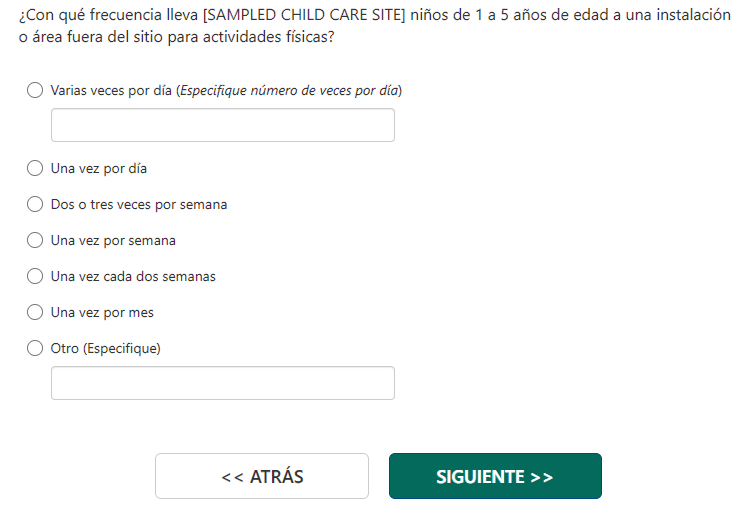 ¿Con qué frecuencia lleva [SAMPLED CHILD CARE SITE] niños de 1 a 5 años de edad a una instalación
o área fuera del sitio para actividades físicas?
Varias veces por día (Especifique número de veces por día)
Una vez por día
Dos o tres veces por semana
Una vez por semana
Una vez cada dos semanas
Una vez por mes
Otro (Especifique)
<< ATRÁS
SIGUIENTE >>